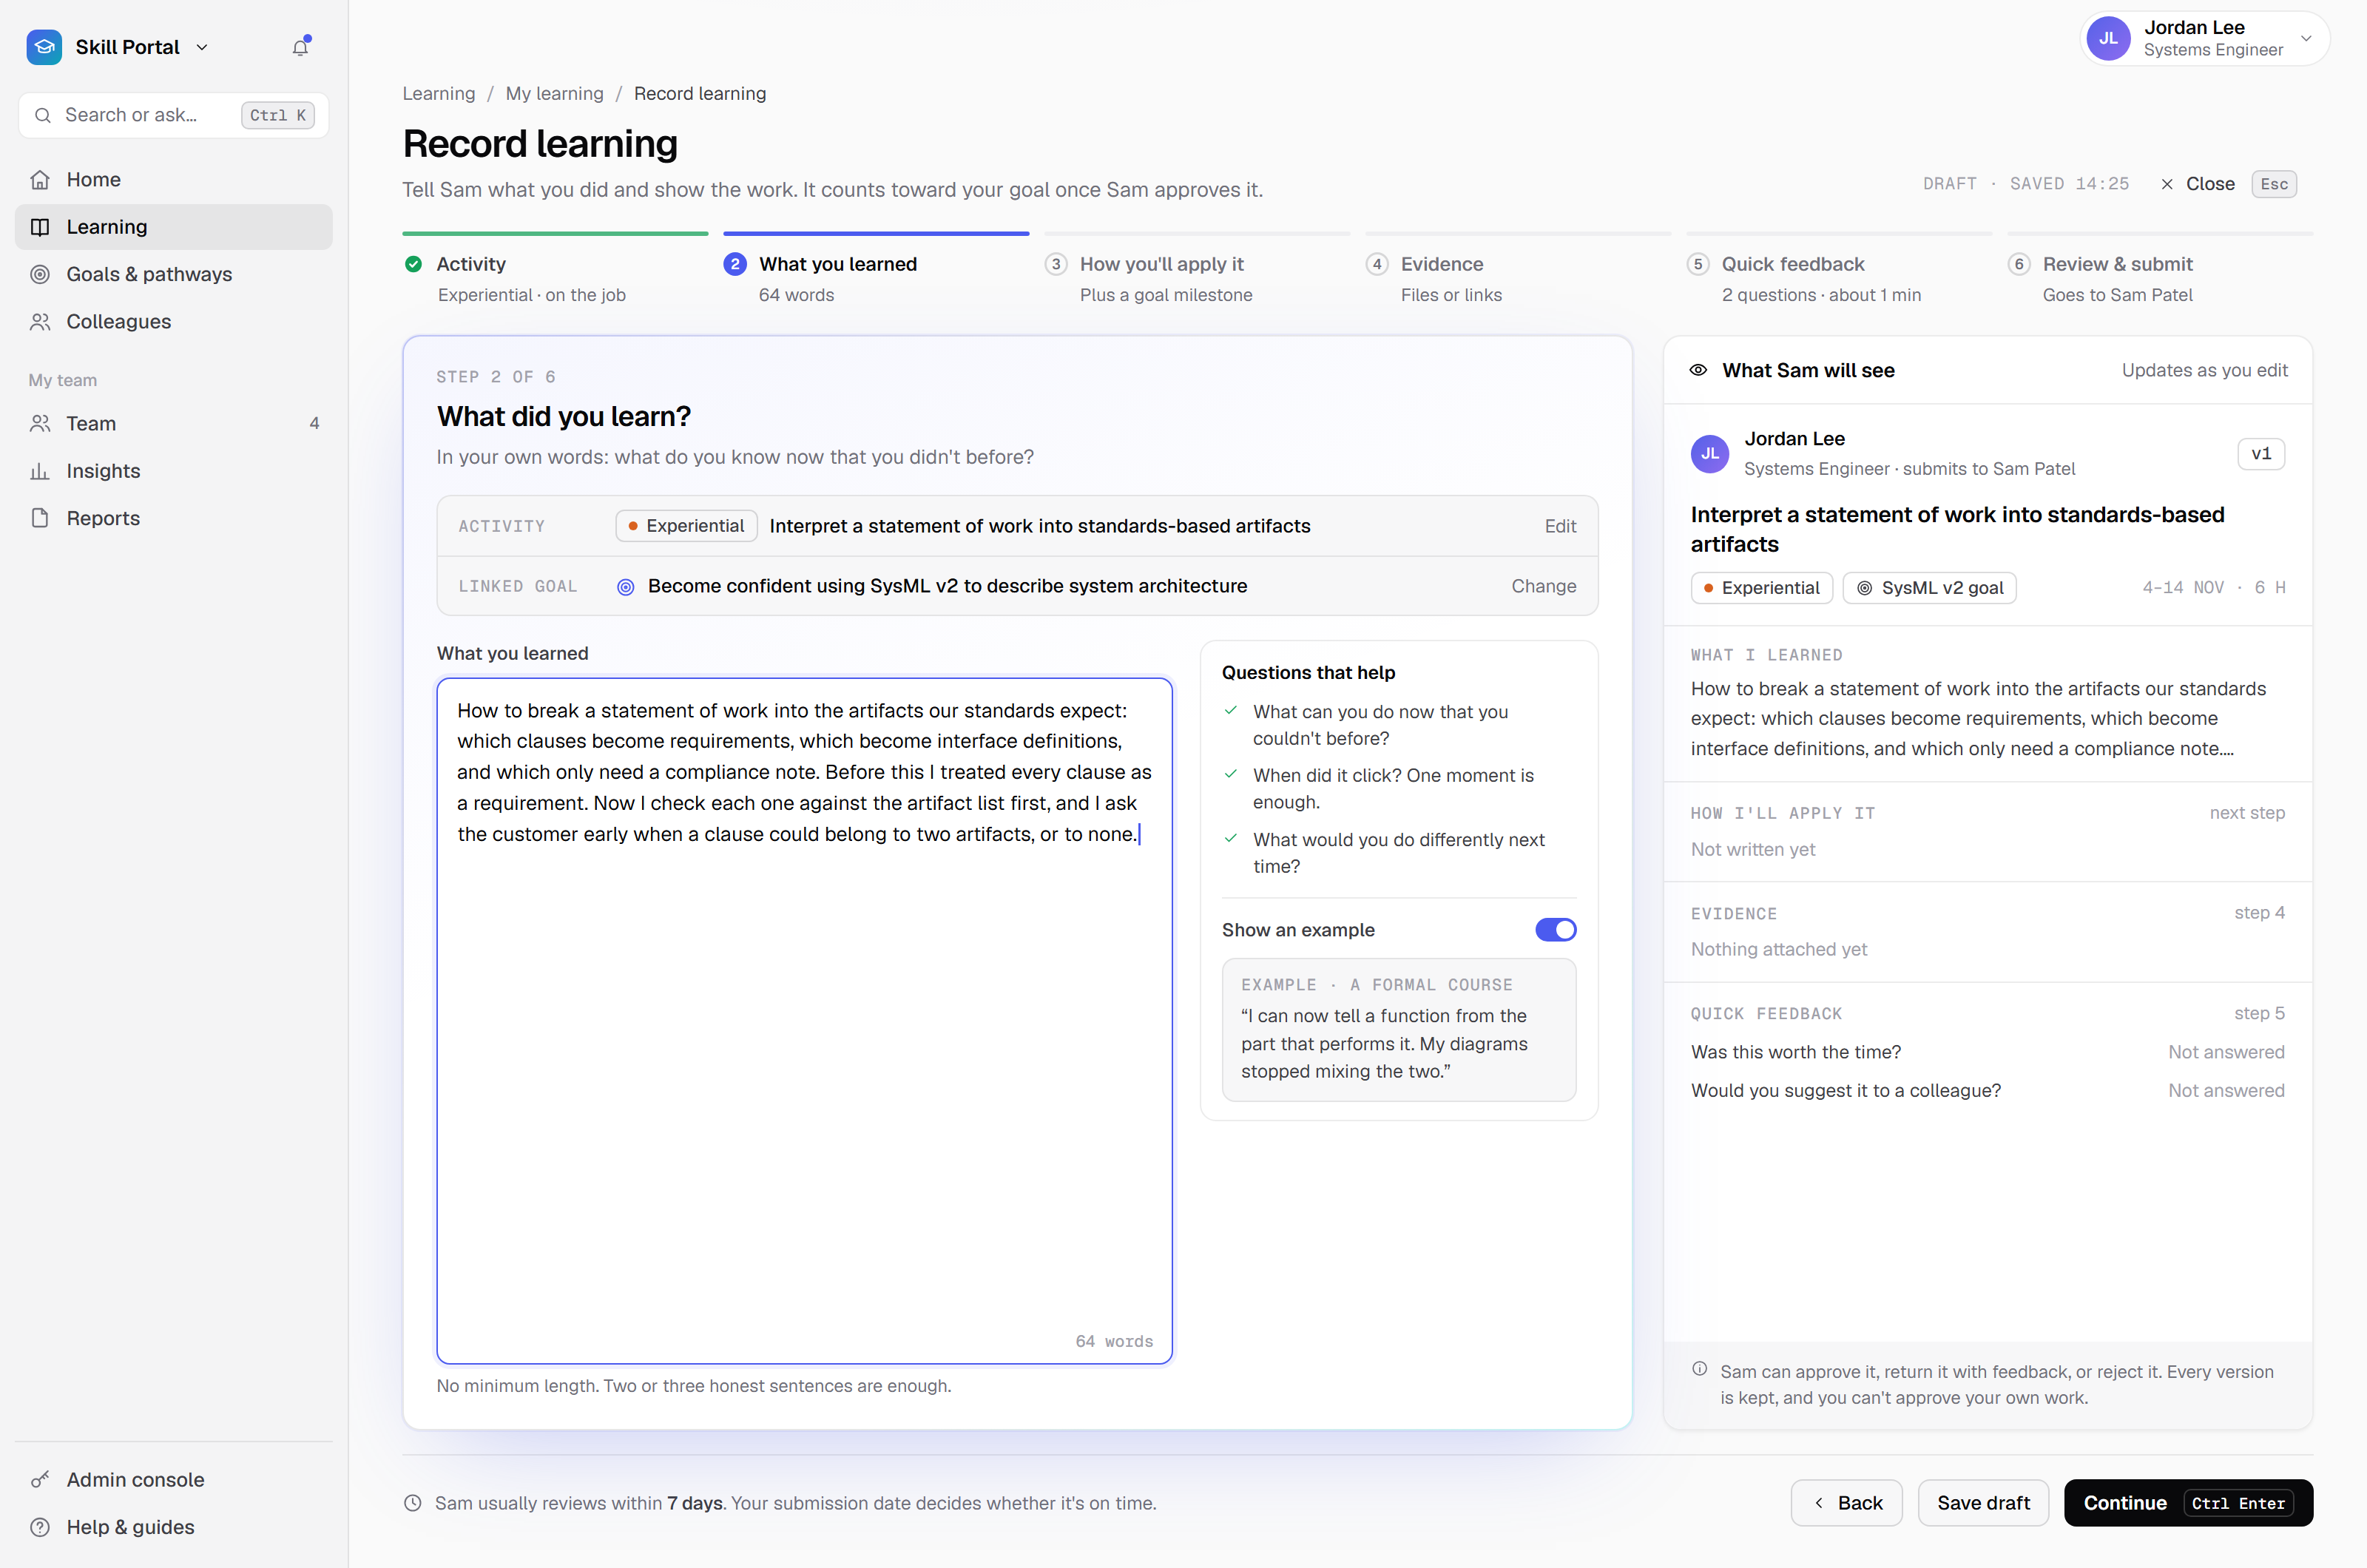 Skill Portal
Search or ask...
Ctrl K
Home
Learning
Goals & pathways
Colleagues
My team
Team
4
Insights
Reports
Admin console
Help & guides
JL
Jordan Lee
Systems Engineer
Learning / My learning / Record learning
Record learning
Tell Sam what you did and show the work. It counts toward your goal once Sam approves it.
DRAFT · SAVED 14:25
Close
Esc
Activity
Experiential · on the job
2
What you learned
64 words
3
How you'll apply it
Plus a goal milestone
4
Evidence
Files or links
5
Quick feedback
2 questions · about 1 min
6
Review & submit
Goes to Sam Patel
STEP 2 OF 6
What did you learn?
In your own words: what do you know now that you didn't before?
ACTIVITY
Experiential
Interpret a statement of work into standards-based artifacts
Edit
LINKED GOAL
Become confident using SysML v2 to describe system architecture
Change
What you learned
How to break a statement of work into the artifacts our standards expect:
which clauses become requirements, which become interface definitions,
and which only need a compliance note. Before this I treated every clause as
a requirement. Now I check each one against the artifact list first, and I ask
the customer early when a clause could belong to two artifacts, or to none.
64 words
No minimum length. Two or three honest sentences are enough.
Questions that help
What can you do now that you
couldn't before?
When did it click? One moment is
enough.
What would you do differently next
time?
Show an example
EXAMPLE · A FORMAL COURSE
“I can now tell a function from the
part that performs it. My diagrams
stopped mixing the two.”
What Sam will see
Updates as you edit
JL
Jordan Lee
Systems Engineer · submits to Sam Patel
v1
Interpret a statement of work into standards-based
artifacts
Experiential
SysML v2 goal
4–14 NOV · 6 H
WHAT I LEARNED
How to break a statement of work into the artifacts our standards
expect: which clauses become requirements, which become
interface definitions, and which only need a compliance note....
HOW I'LL APPLY IT
next step
Not written yet
EVIDENCE
step 4
Nothing attached yet
QUICK FEEDBACK
step 5
Was this worth the time?
Not answered
Would you suggest it to a colleague?
Not answered
Sam can approve it, return it with feedback, or reject it. Every version
is kept, and you can't approve your own work.
Sam usually reviews within 7 days. Your submission date decides whether it's on time.
Back
Save draft
Continue
Ctrl Enter